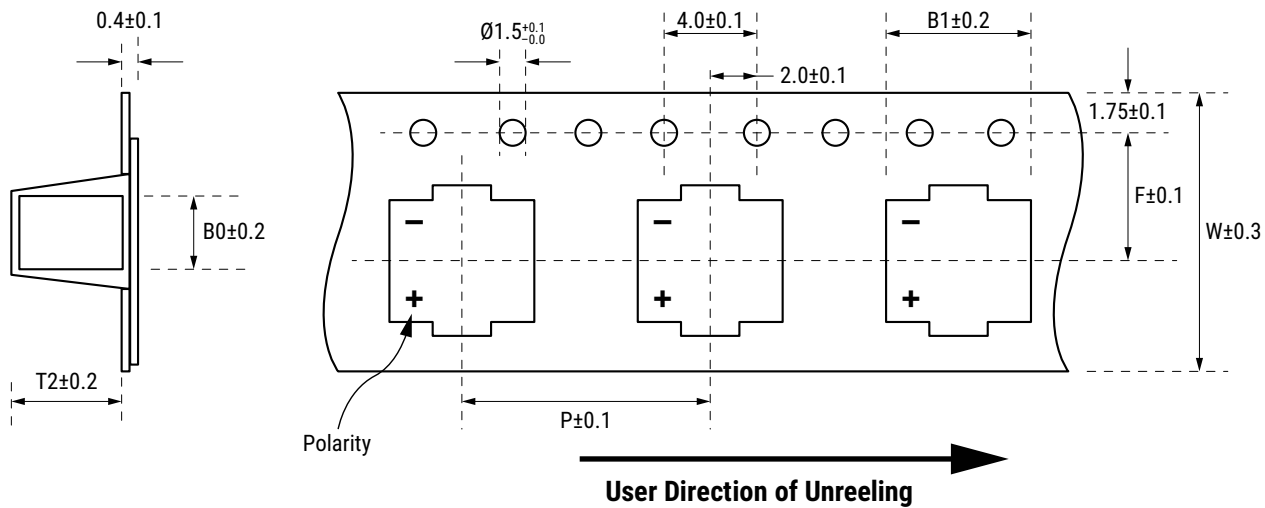 0.4±0.1
Ø1.5+0.1
−0.0
4.0±0.1
B1±0.2
2.0±0.1
1.75±0.1
F±0.1
W±0.3
B0±0.2
− − −
+ + +
T2±0.2
P±0.1
Polarity
User Direction of Unreeling